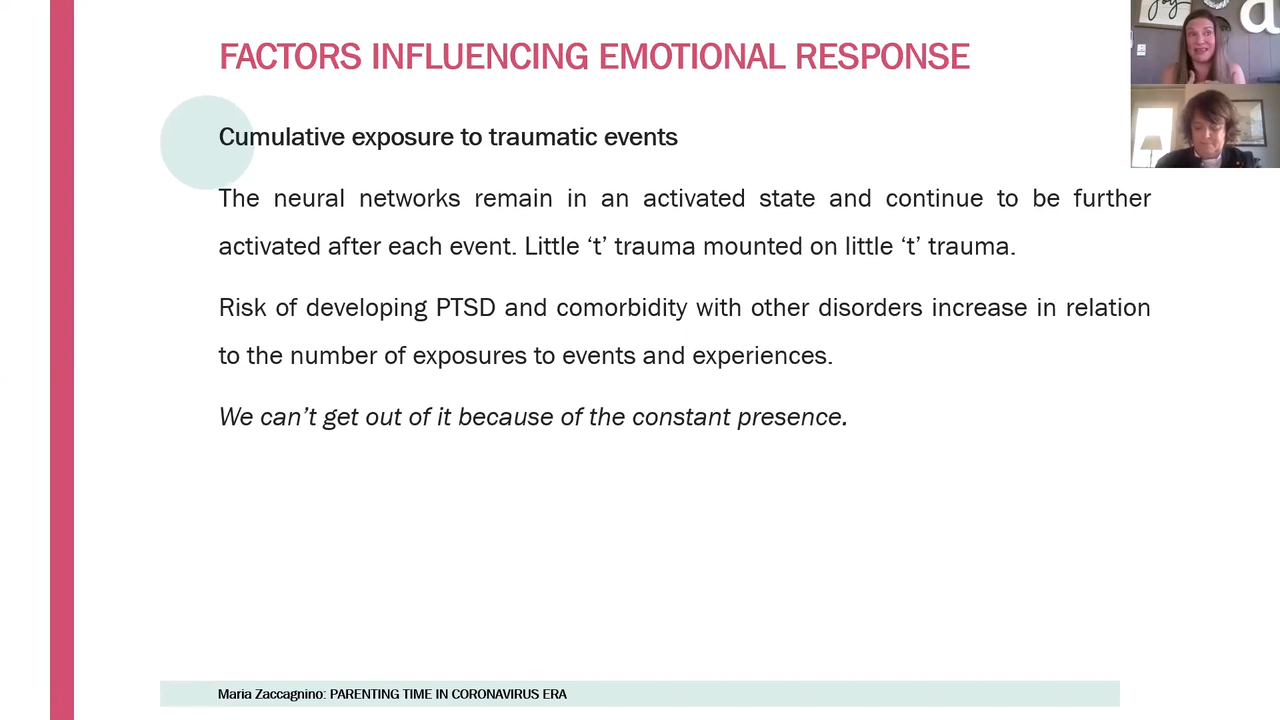 FACTORS INFLUENCING EMOTIONAL RESPONSE
Cumulative exposure to traumatic events
The neural networks remain in an activated state and continue to be further
activated after each event. Little ‘t’ trauma mounted on little ‘t’ trauma.
Risk of developing PTSD and comorbidity with other disorders increase in relation
to the number of exposures to events and experiences.
We can’t get out of it because of the constant presence.
Maria Zaccagnino: PARENTING TIME IN CORONAVIRUS ERA
joy
a